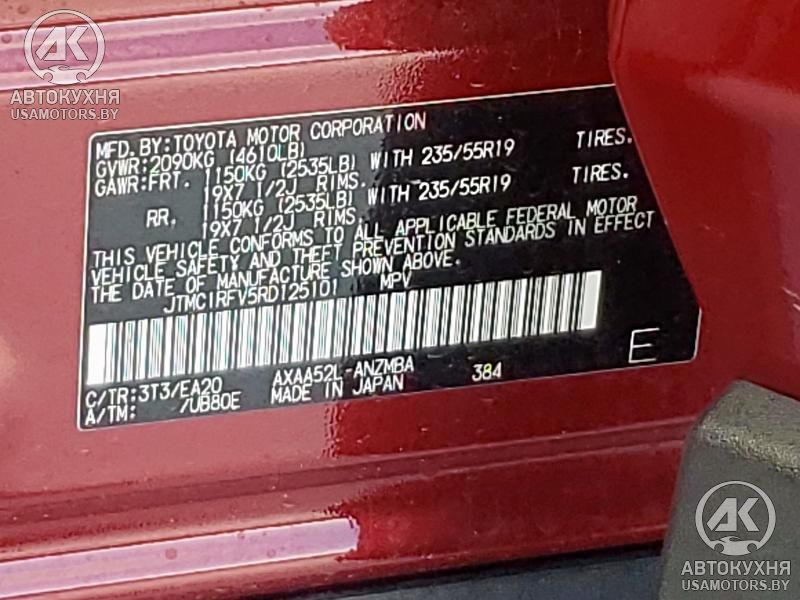 AK
АВТОКУХНЯ
USAMOTORS.BY
MFD. BY: TOYOTA MOTOR CORPORATION
GVWR: 2090KG (4610LB)
GAWR: FRT. 1150KG (2535LB) WITH 235/55R19 TIRES.
19X7 1/2J RIMS.
RR. 1150KG (2535LB) WITH 235/55R19 TIRES.
19X7 1/2J RIMS.
THIS VEHICLE CONFORMS TO ALL APPLICABLE FEDERAL MOTOR
VEHICLE SAFETY AND THEFT PREVENTION STANDARDS IN EFFECT
ON THE DATE OF MANUFACTURE SHOWN ABOVE.
JTMC1RFV5RD125101 MPV
C/TR: 3T3/EA20 AXAA52L-ANZMBA 384 E
A/TM: /UB80E MADE IN JAPAN
AK
АВТОКУХНЯ
USAMOTORS.BY